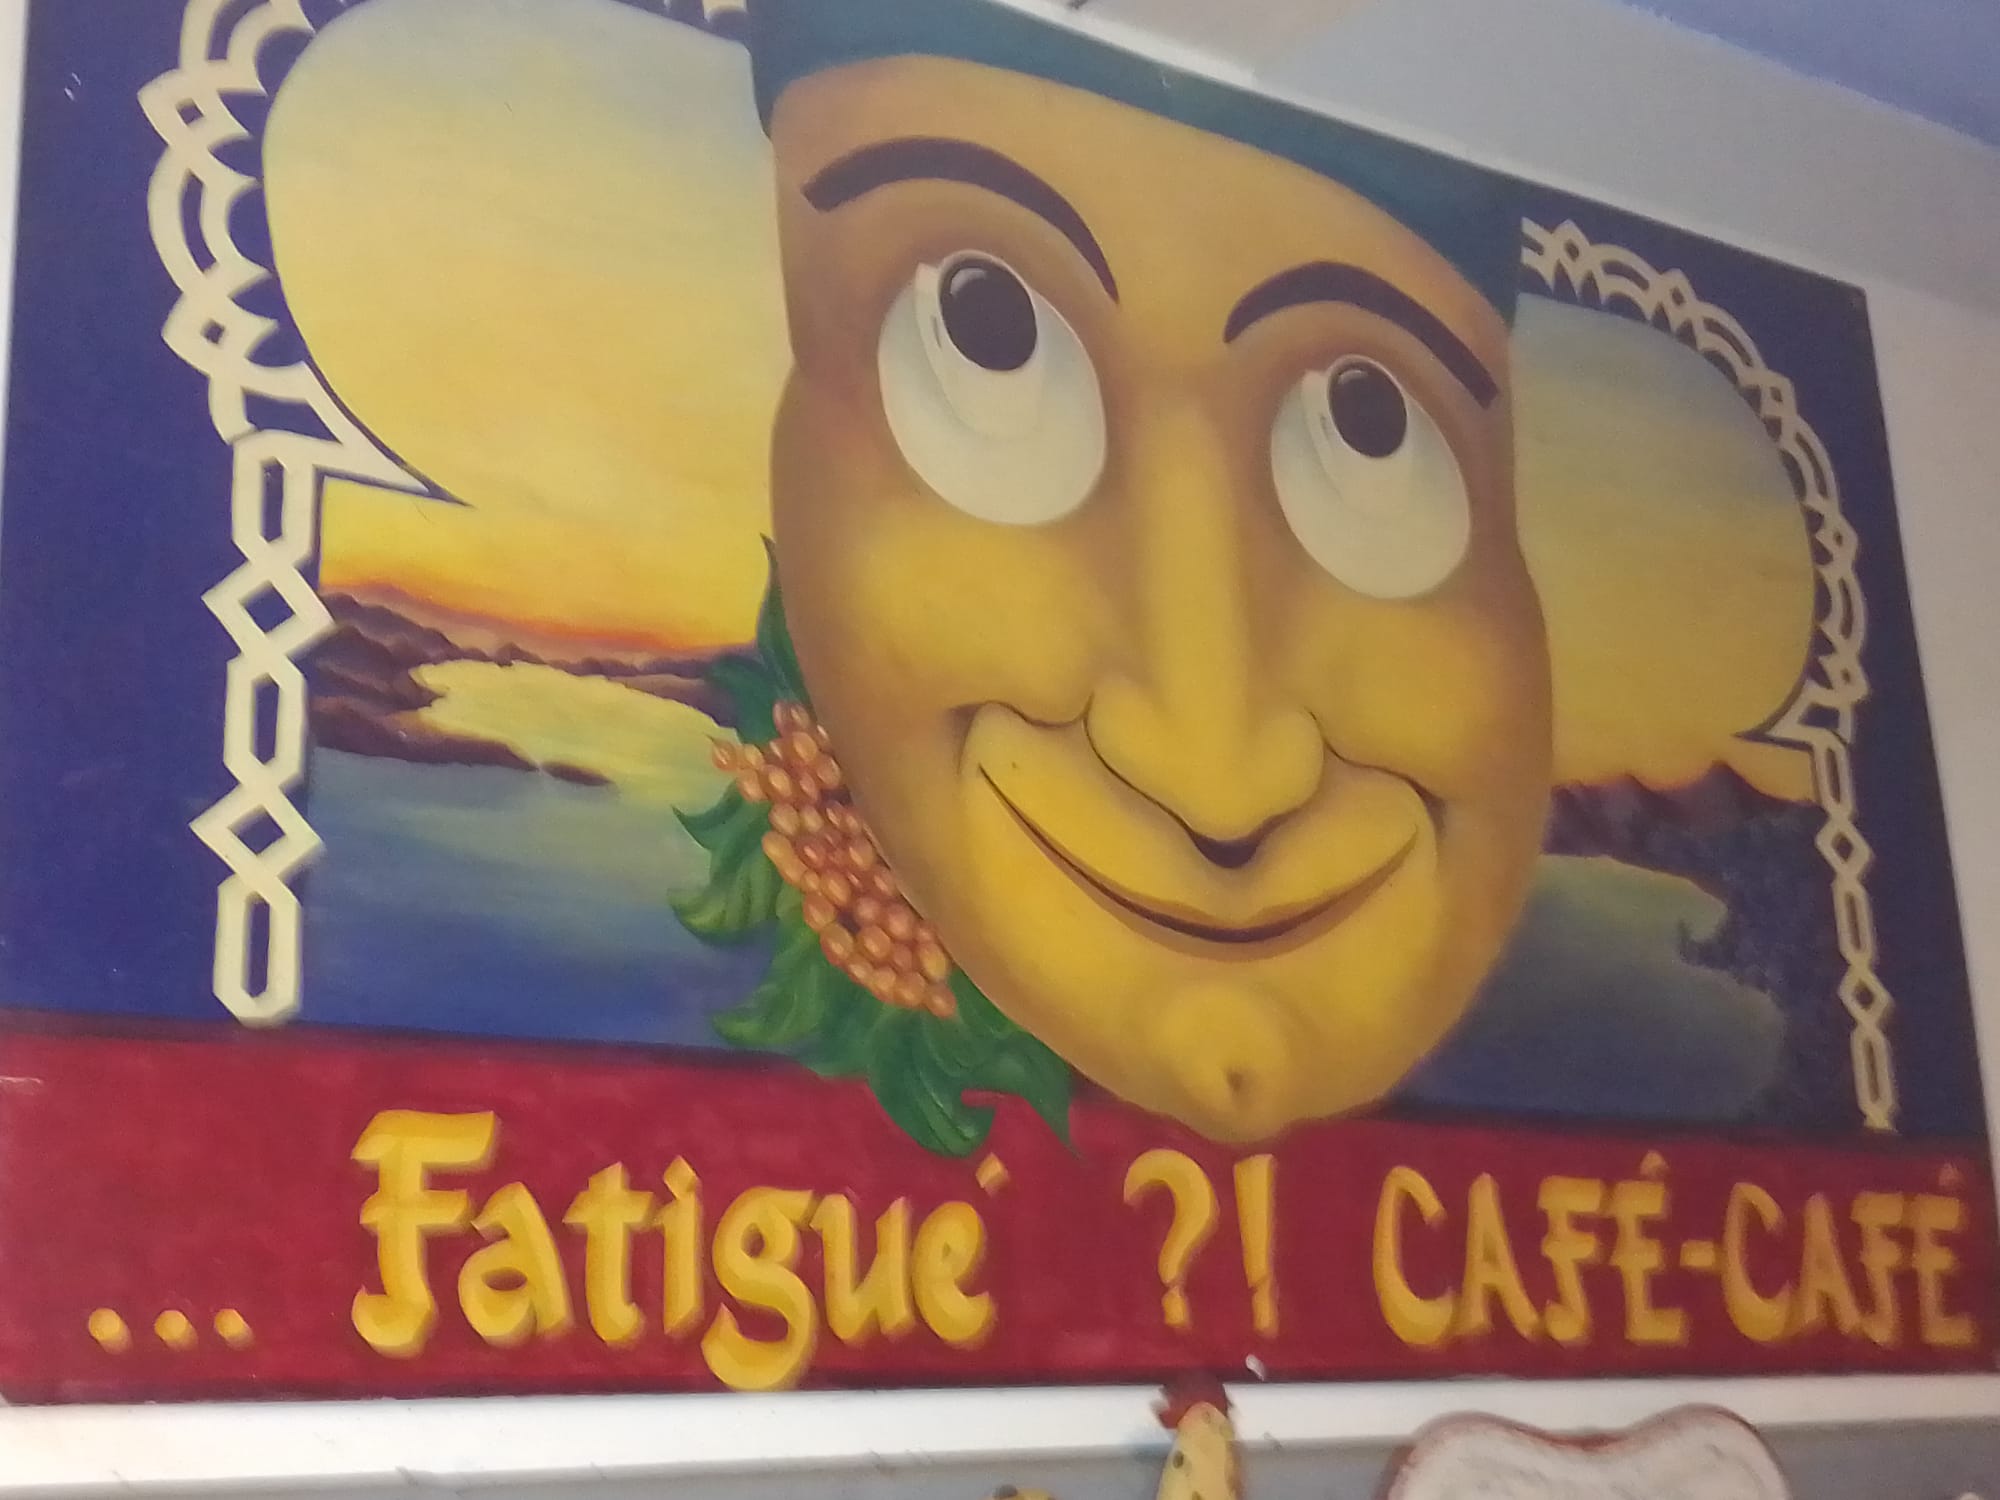 ... Fatigué ?! CAFÉ-CAFÉ